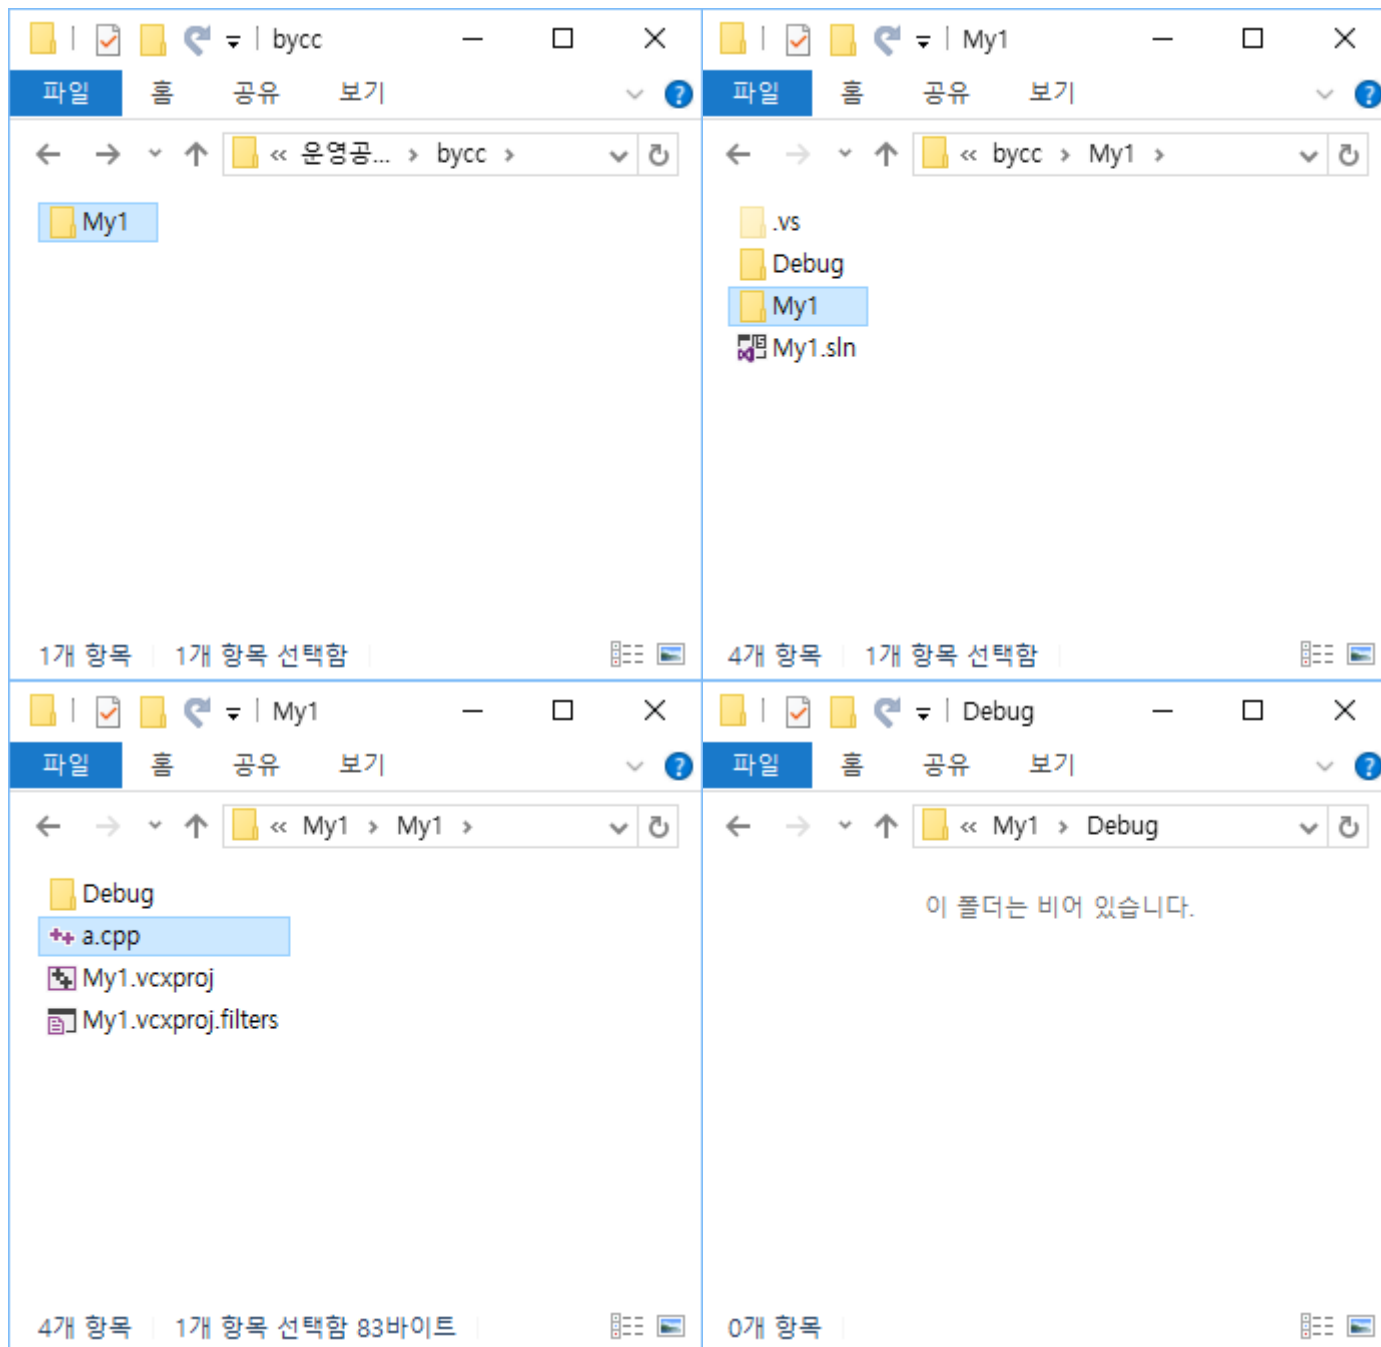 bycc
파일 홈 공유 보기
« 운영공... > bycc >
My1
1개 항목 1개 항목 선택함
My1
파일 홈 공유 보기
« bycc > My1 >
.vs
Debug
My1
My1.sln
4개 항목 1개 항목 선택함
My1
파일 홈 공유 보기
« My1 > My1 >
Debug
a.cpp
My1.vcxproj
My1.vcxproj.filters
4개 항목 1개 항목 선택함 83바이트
Debug
파일 홈 공유 보기
« My1 > Debug
이 폴더는 비어 있습니다.
0개 항목